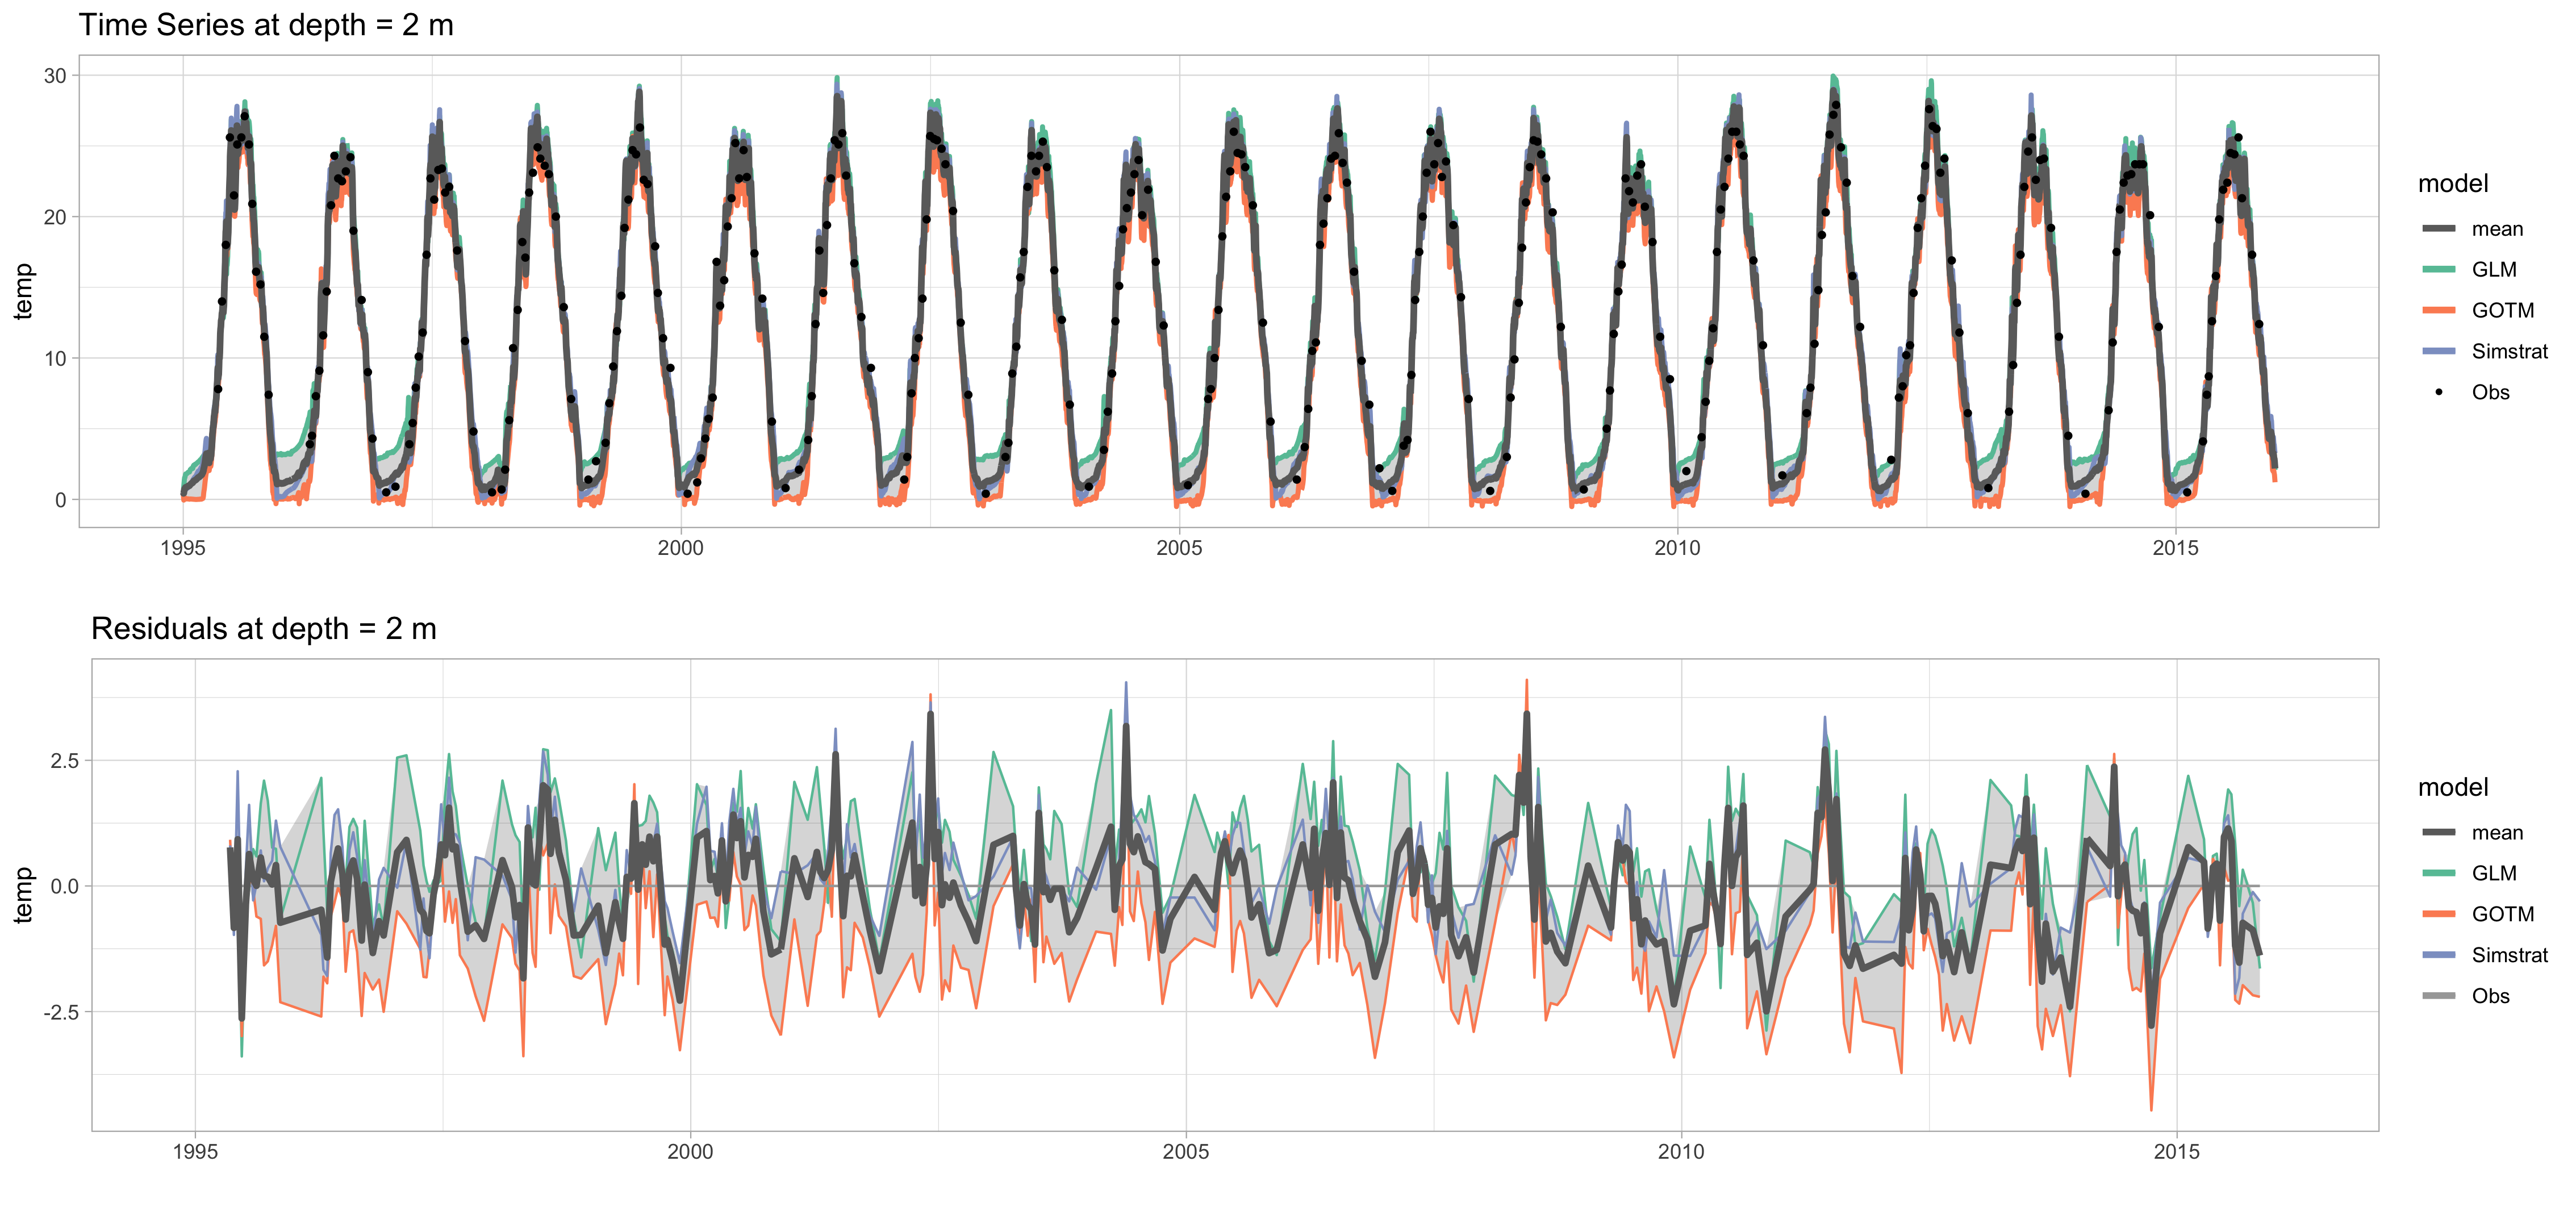 Time Series at depth = 2 m
temp
30
20
10
0
1995
2000
2005
2010
2015
model
mean
GLM
GOTM
Simstrat
Obs
Residuals at depth = 2 m
temp
2.5
0.0
-2.5
1995
2000
2005
2010
2015
model
mean
GLM
GOTM
Simstrat
Obs